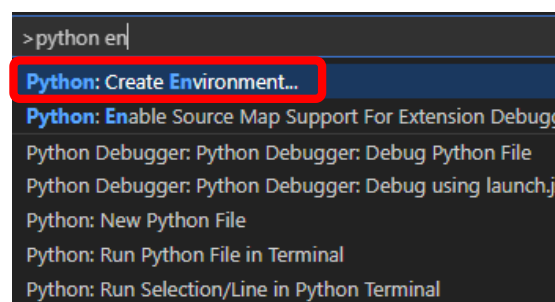 >python en
Python: Create Environment...
Python: Enable Source Map Support For Extension Debugg
Python Debugger: Python Debugger: Debug Python File
Python Debugger: Python Debugger: Debug using launch.j
Python: New Python File
Python: Run Python File in Terminal
Python: Run Selection/Line in Python Terminal